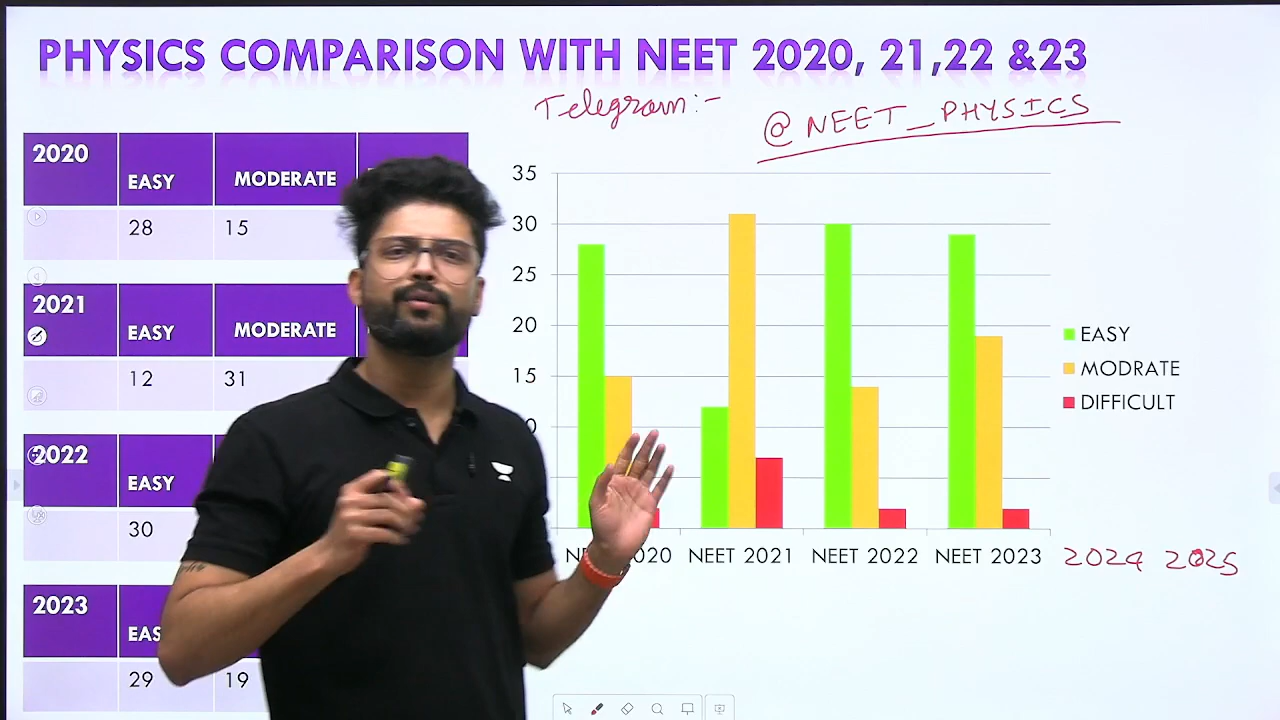 PHYSICS COMPARISON WITH NEET 2020, 21,22 &23
Telegram:-
@NEET_PHYSICS
2020 EASY MODERATE
28 15
2021 EASY MODERATE
12 31
2022 EASY
30
2023
29 19
35
30
25
20
15
EASY
MODRATE
DIFFICULT
NEET 2021 NEET 2022 NEET 2023 2024 2025